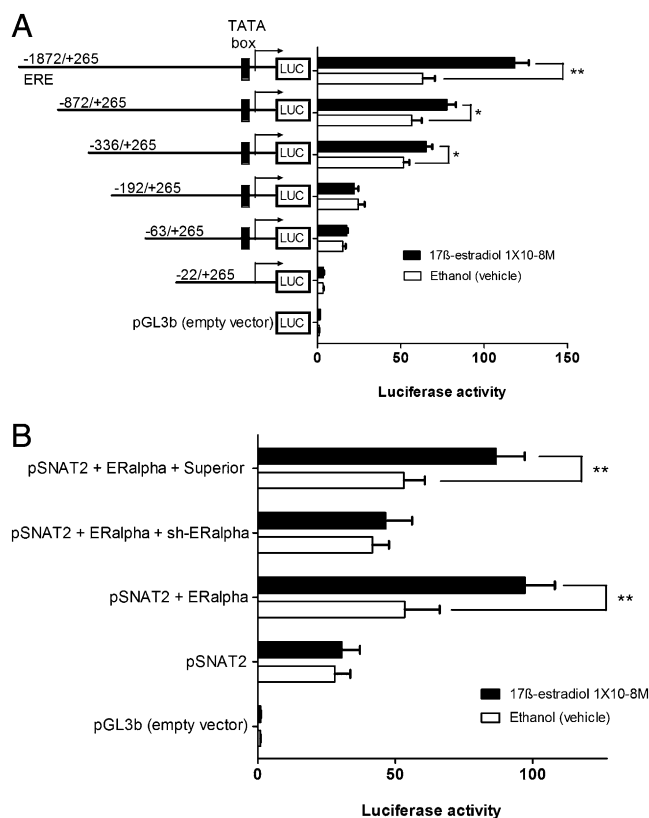 A
TATA
box
-1872/+265
ERE
LUC
**
-872/+265
LUC
*
-336/+265
LUC
*
-192/+265
LUC
-63/+265
LUC
17ß-estradiol 1X10-8M
Ethanol (vehicle)
-22/+265
LUC
pGL3b (empty vector)
LUC
0 50 100 150
Luciferase activity
B
pSNAT2 + ERalpha + Superior
**
pSNAT2 + ERalpha + sh-ERalpha
pSNAT2 + ERalpha
**
pSNAT2
17ß-estradiol 1X10-8M
Ethanol (vehicle)
pGL3b (empty vector)
0 50 100
Luciferase activity